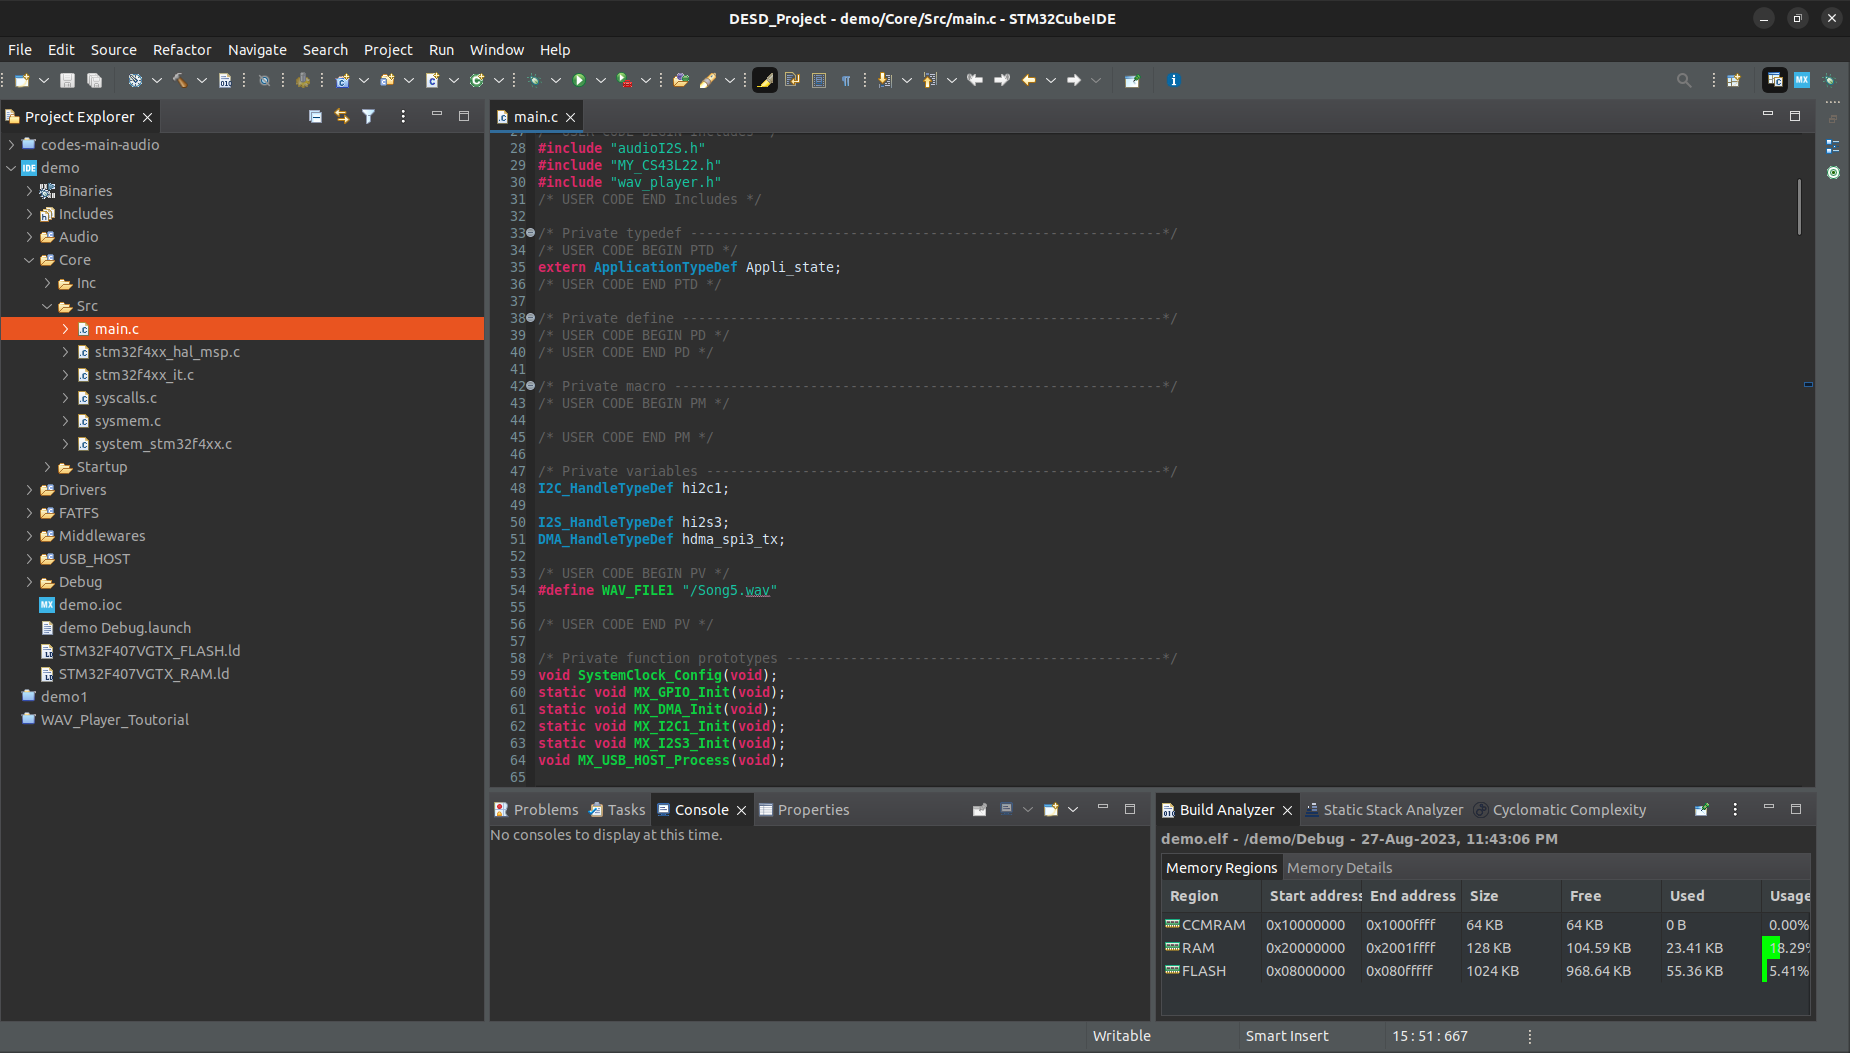 DESD_Project - demo/Core/Src/main.c - STM32CubeIDE
File Edit Source Refactor Navigate Search Project Run Window Help
Project Explorer
codes-main-audio
IDE demo
Binaries
Includes
Audio
Core
Inc
Src
main.c
stm32f4xx_hal_msp.c
stm32f4xx_it.c
syscalls.c
sysmem.c
system_stm32f4xx.c
Startup
Drivers
FATFS
Middlewares
USB_HOST
Debug
MX demo.ioc
demo Debug.launch
STM32F407VGTX_FLASH.ld
STM32F407VGTX_RAM.ld
demo1
WAV_Player_Toutorial
main.c
27 /* USER CODE BEGIN Includes */
28 #include "audioI2S.h"
29 #include "MY_CS43L22.h"
30 #include "wav_player.h"
31 /* USER CODE END Includes */
32
33 /* Private typedef -----------------------------------------------------------*/
34 /* USER CODE BEGIN PTD */
35 extern ApplicationTypeDef Appli_state;
36 /* USER CODE END PTD */
37
38 /* Private define ------------------------------------------------------------*/
39 /* USER CODE BEGIN PD */
40 /* USER CODE END PD */
41
42 /* Private macro -------------------------------------------------------------*/
43 /* USER CODE BEGIN PM */
44
45 /* USER CODE END PM */
46
47 /* Private variables ---------------------------------------------------------*/
48 I2C_HandleTypeDef hi2c1;
49
50 I2S_HandleTypeDef hi2s3;
51 DMA_HandleTypeDef hdma_spi3_tx;
52
53 /* USER CODE BEGIN PV */
54 #define WAV_FILE1 "/Song5.wav"
55
56 /* USER CODE END PV */
57
58 /* Private function prototypes -----------------------------------------------*/
59 void SystemClock_Config(void);
60 static void MX_GPIO_Init(void);
61 static void MX_DMA_Init(void);
62 static void MX_I2C1_Init(void);
63 static void MX_I2S3_Init(void);
64 void MX_USB_HOST_Process(void);
65
MX
Problems Tasks Console Properties
No consoles to display at this time.
Build Analyzer Static Stack Analyzer Cyclomatic Complexity
demo.elf - /demo/Debug - 27-Aug-2023, 11:43:06 PM
Memory Regions Memory Details
Region Start address End address Size Free Used Usage
CCMRAM 0x10000000 0x1000ffff 64 KB 64 KB 0 B 0.00%
RAM 0x20000000 0x2001ffff 128 KB 104.59 KB 23.41 KB 18.29%
FLASH 0x08000000 0x080fffff 1024 KB 968.64 KB 55.36 KB 5.41%
Writable Smart Insert 15 : 51 : 667